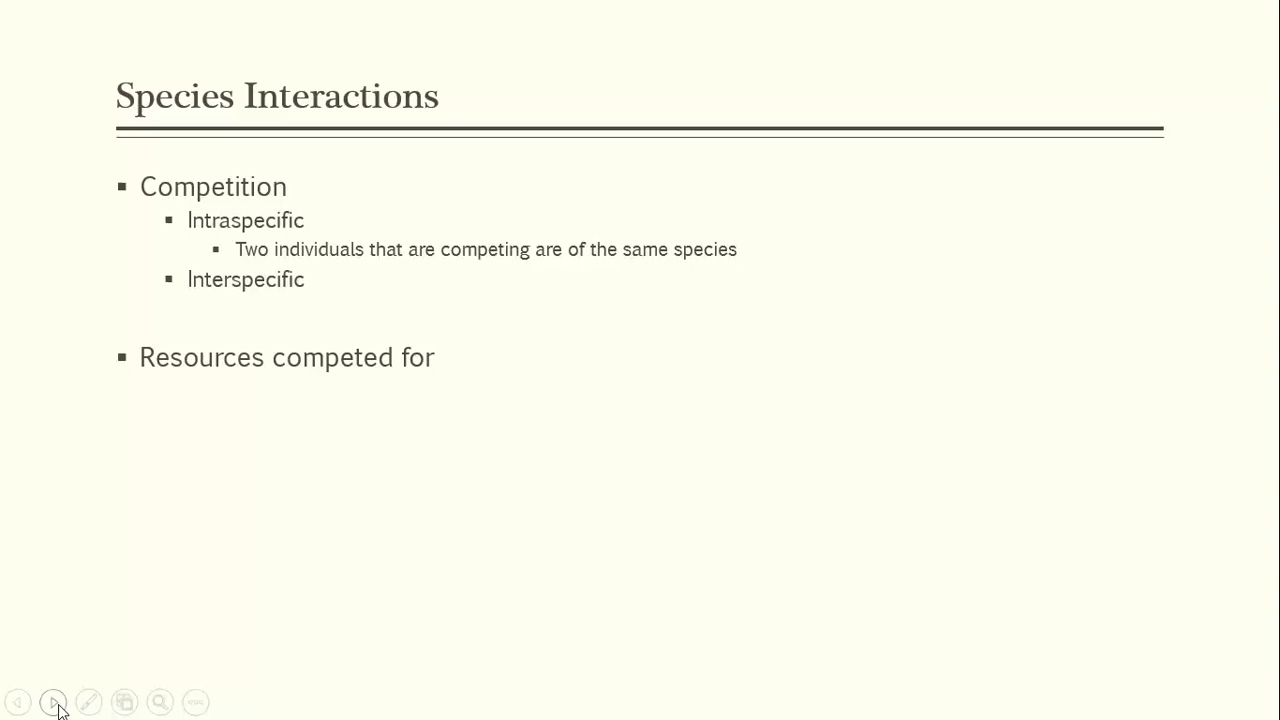 Species Interactions
Competition
Intraspecific
Two individuals that are competing are of the same species
Interspecific
Resources competed for